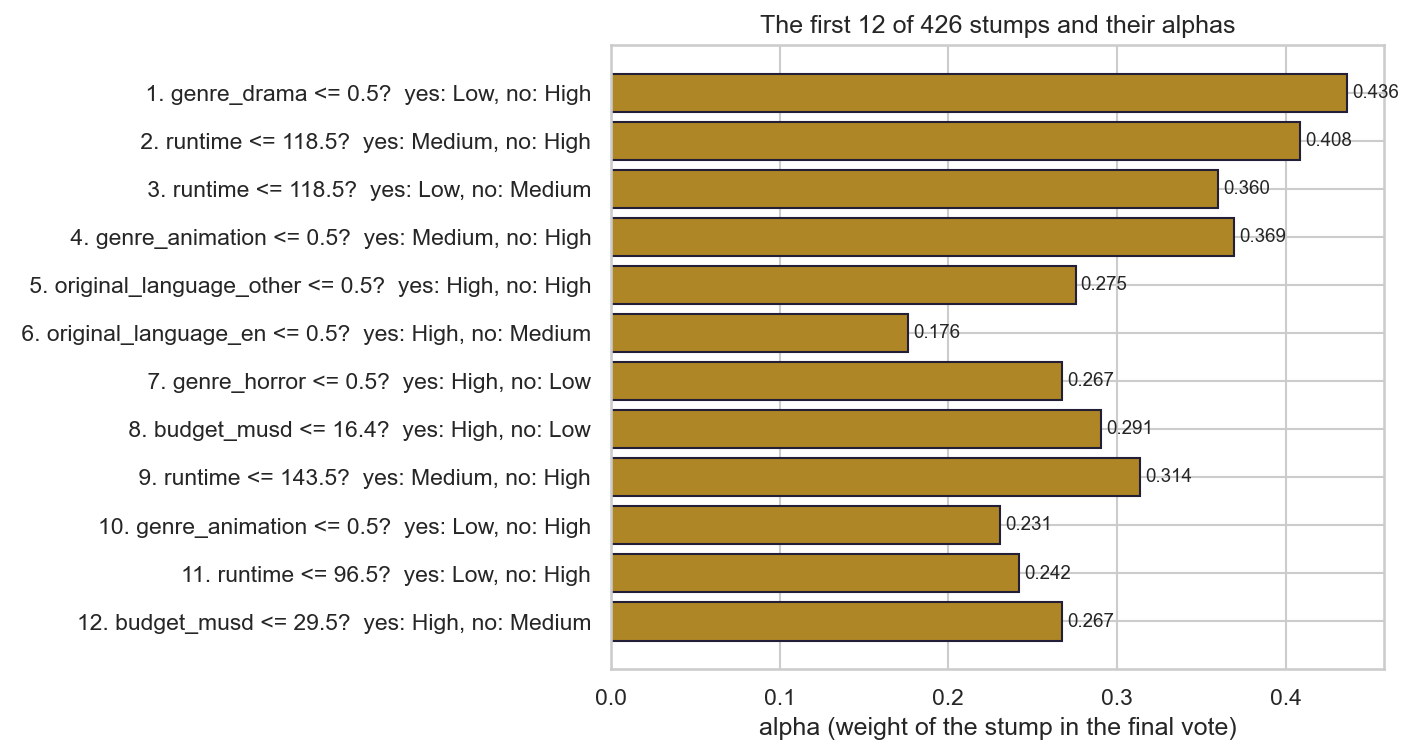 The first 12 of 426 stumps and their alphas
1. genre_drama <= 0.5?  yes: Low, no: High
0.436
2. runtime <= 118.5?  yes: Medium, no: High
0.408
3. runtime <= 118.5?  yes: Low, no: Medium
0.360
4. genre_animation <= 0.5?  yes: Medium, no: High
0.369
5. original_language_other <= 0.5?  yes: High, no: High
0.275
6. original_language_en <= 0.5?  yes: High, no: Medium
0.176
7. genre_horror <= 0.5?  yes: High, no: Low
0.267
8. budget_musd <= 16.4?  yes: High, no: Low
0.291
9. runtime <= 143.5?  yes: Medium, no: High
0.314
10. genre_animation <= 0.5?  yes: Low, no: High
0.231
11. runtime <= 96.5?  yes: Low, no: High
0.242
12. budget_musd <= 29.5?  yes: High, no: Medium
0.267
0.0 0.1 0.2 0.3 0.4
alpha (weight of the stump in the final vote)